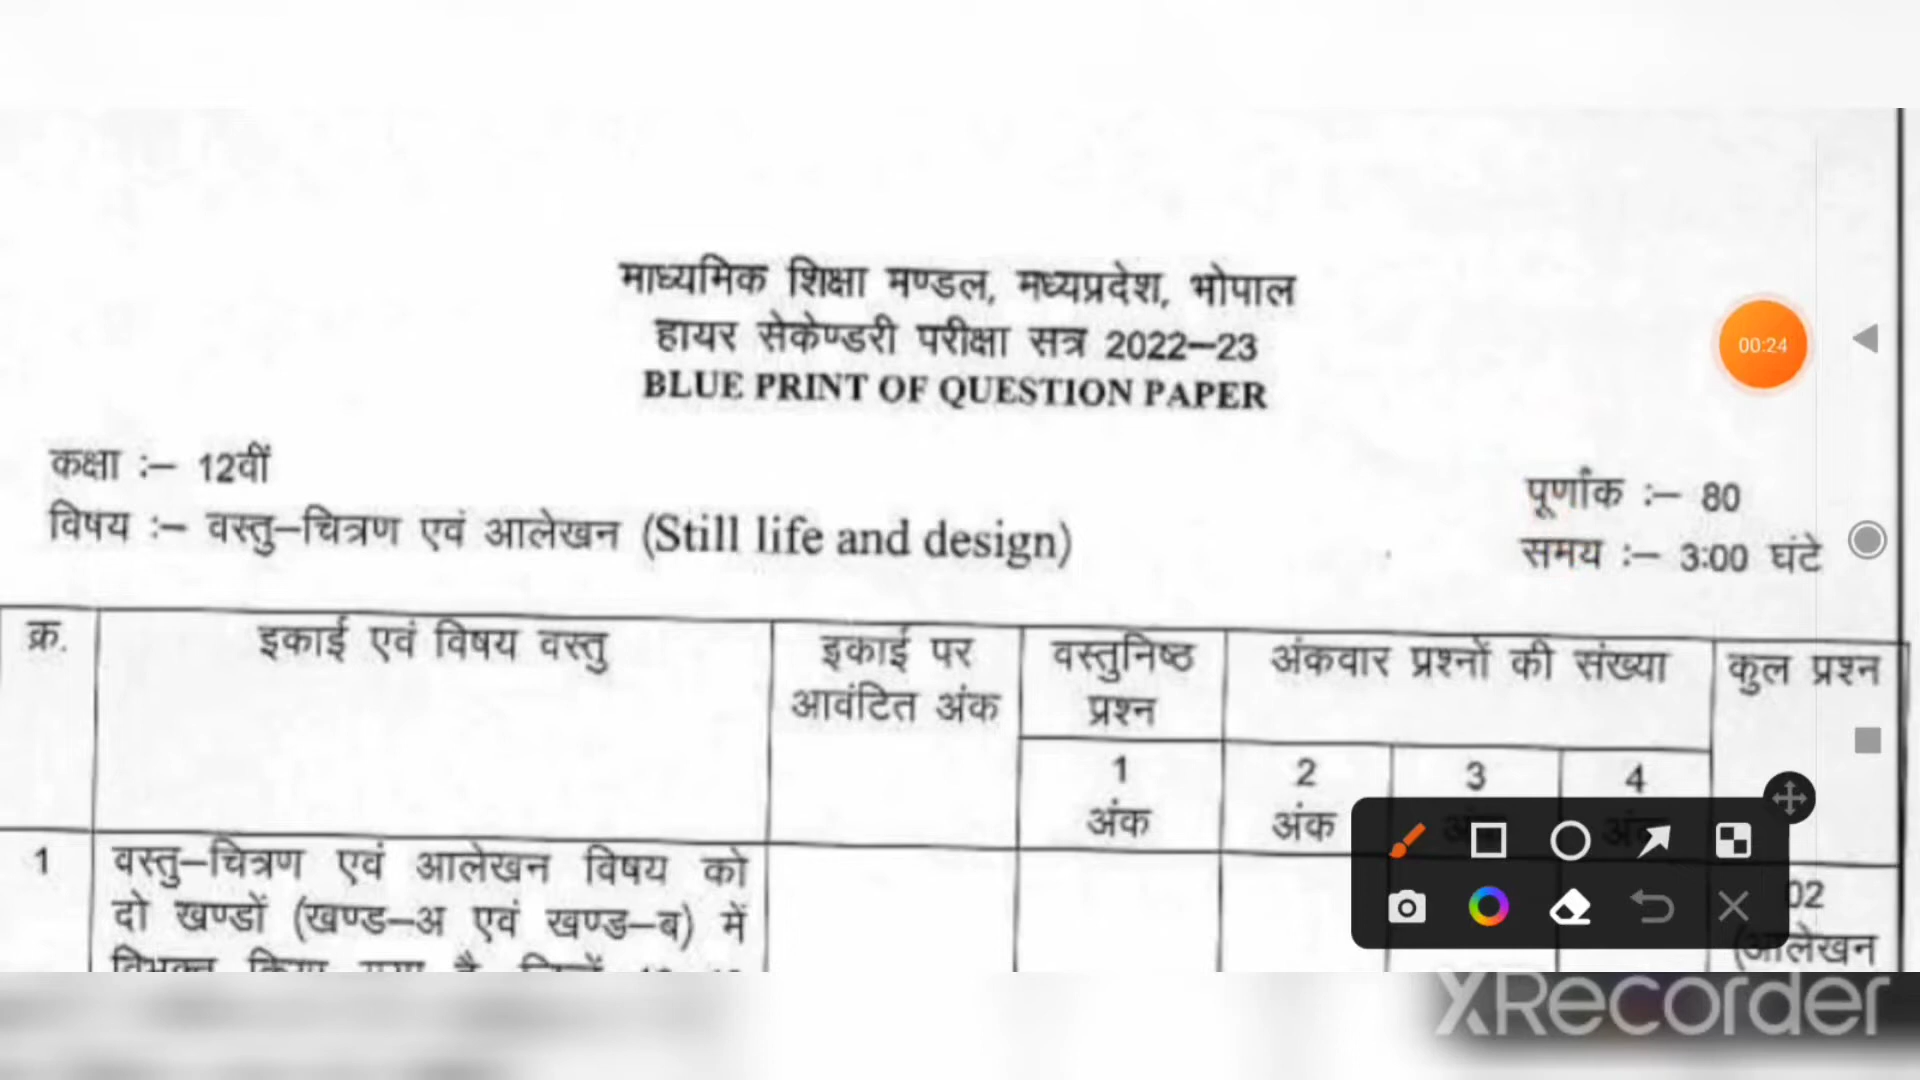 माध्यमिक शिक्षा मण्डल, मध्यप्रदेश, भोपाल
हायर सेकेण्डरी परीक्षा सत्र 2022–23
BLUE PRINT OF QUESTION PAPER
00:24
कक्षा :– 12वीं
पूर्णांक :– 80
विषय :– वस्तु–चित्रण एवं आलेखन (Still life and design)
समय :– 3:00 घंटे
क्र.
इकाई एवं विषय वस्तु
इकाई पर
आवंटित अंक
वस्तुनिष्ठ
प्रश्न
अंकवार प्रश्नों की संख्या
कुल प्रश्न
1
अंक
2
अंक
3
अंक
4
अंक
1
वस्तु–चित्रण एवं आलेखन विषय को
दो खण्डों (खण्ड–अ एवं खण्ड–ब) में
02
(आलेखन
XRecorder